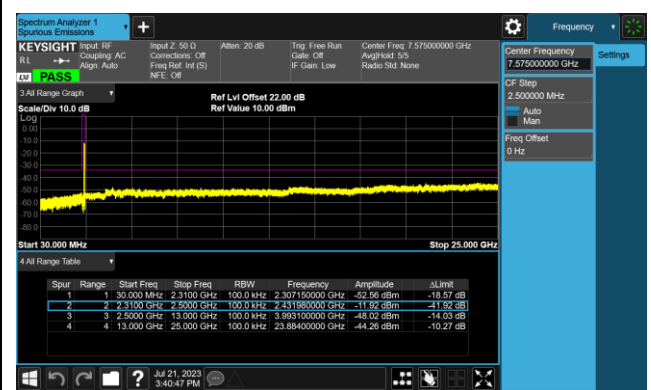 Spectrum Analyzer 1
Spurious Emissions
Frequency
KEYSIGHT Input: RF Input Z: 50 Ω Atten: 20 dB Trig: Free Run Center Freq: 7.575000000 GHz
RL Coupling: AC Corrections: Off Gate: Off Avg|Hold: 5/5
Align: Auto Freq Ref: Int (S) IF Gain: Low Radio Std: None
LXI PASS NFE: Off
3 All Range Graph
Ref Lvl Offset 22.00 dB
Scale/Div 10.0 dB Ref Value 10.00 dBm
Log
0.00
-10.0
-20.0
-30.0
-40.0
-50.0
-60.0
-70.0
-80.0
Start 30.000 MHz Stop 25.000 GHz
4 All Range Table
Spur Range Start Freq Stop Freq RBW Frequency Amplitude ΔLimit
1 1 30.000 MHz 2.3100 GHz 100.0 kHz 2.307150000 GHz -52.56 dBm -18.57 dB
2 2 2.3100 GHz 2.5000 GHz 100.0 kHz 2.431980000 GHz -11.92 dBm -41.92 dB
3 3 2.5000 GHz 13.000 GHz 100.0 kHz 3.993100000 GHz -48.02 dBm -14.03 dB
4 4 13.000 GHz 25.000 GHz 100.0 kHz 23.88400000 GHz -44.26 dBm -10.27 dB
Center Frequency
7.575000000 GHz
Settings
CF Step
2.500000 MHz
Auto
Man
Freq Offset
0 Hz
Jul 21, 2023
3:40:47 PM